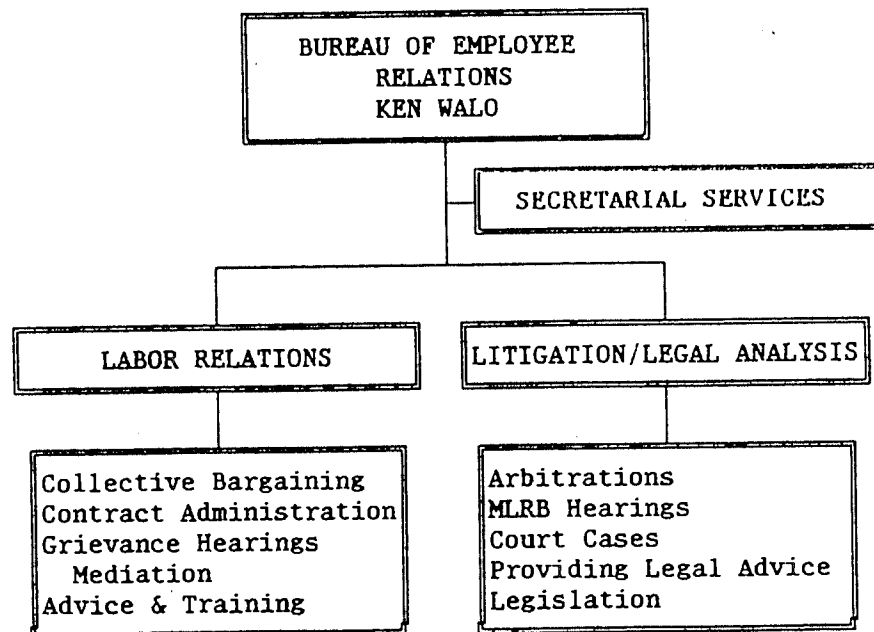 BUREAU OF EMPLOYEE
RELATIONS
KEN WALO
SECRETARIAL SERVICES
LABOR RELATIONS
LITIGATION/LEGAL ANALYSIS
Collective Bargaining
Contract Administration
Grievance Hearings
Mediation
Advice & Training
Arbitrations
MLRB Hearings
Court Cases
Providing Legal Advice
Legislation